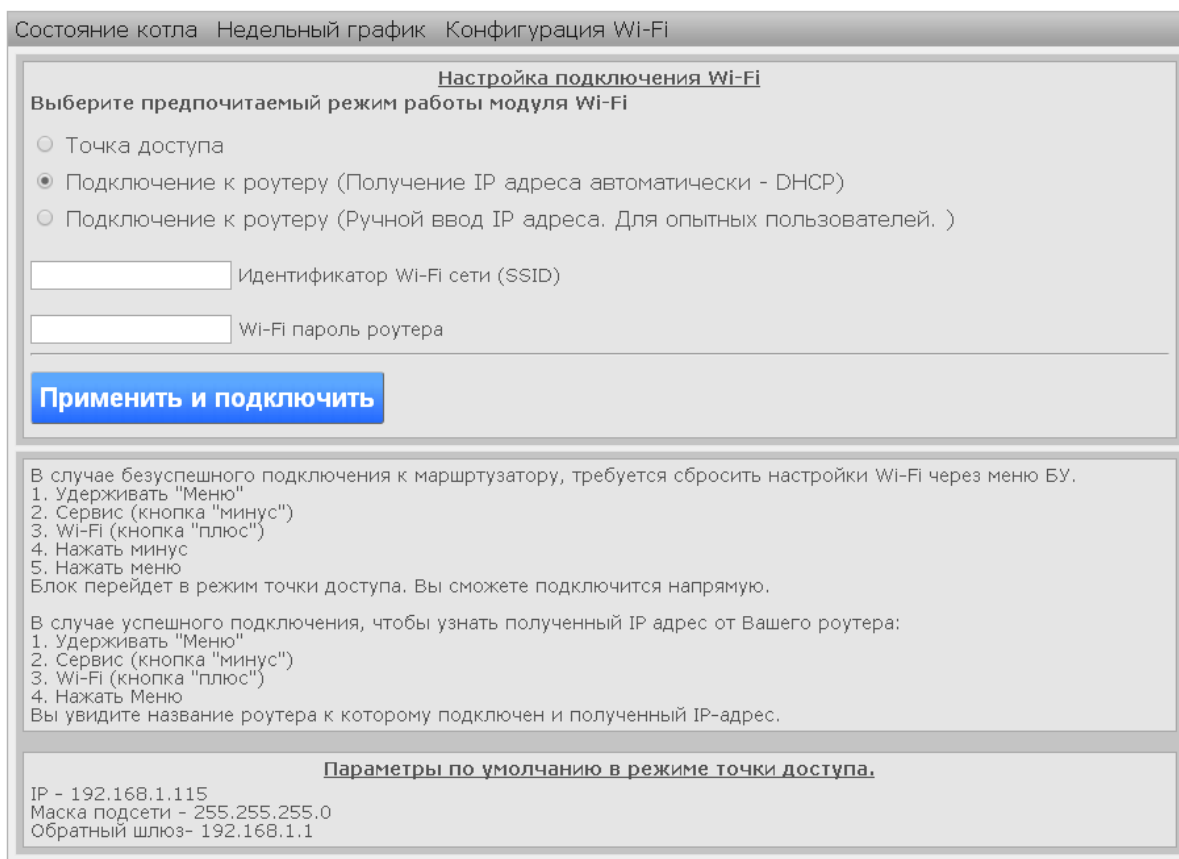 Состояние котла Недельный график Конфигурация Wi-Fi
Настройка подключения Wi-Fi
Выберите предпочитаемый режим работы модуля Wi-Fi
Точка доступа
Подключение к роутеру (Получение IP адреса автоматически - DHCP)
Подключение к роутеру (Ручной ввод IP адреса. Для опытных пользователей. )
Идентификатор Wi-Fi сети (SSID)
Wi-Fi пароль роутера
Применить и подключить
В случае безуспешного подключения к маршртузатору, требуется сбросить настройки Wi-Fi через меню БУ.
1. Удерживать "Меню"
2. Сервис (кнопка "минус")
3. Wi-Fi (кнопка "плюс")
4. Нажать минус
5. Нажать меню
Блок перейдет в режим точки доступа. Вы сможете подключится напрямую.
В случае успешного подключения, чтобы узнать полученный IP адрес от Вашего роутера:
1. Удерживать "Меню"
2. Сервис (кнопка "минус")
3. Wi-Fi (кнопка "плюс")
4. Нажать Меню
Вы увидите название роутера к которому подключен и полученный IP-адрес.
Параметры по умолчанию в режиме точки доступа.
IP - 192.168.1.115
Маска подсети - 255.255.255.0
Обратный шлюз- 192.168.1.1